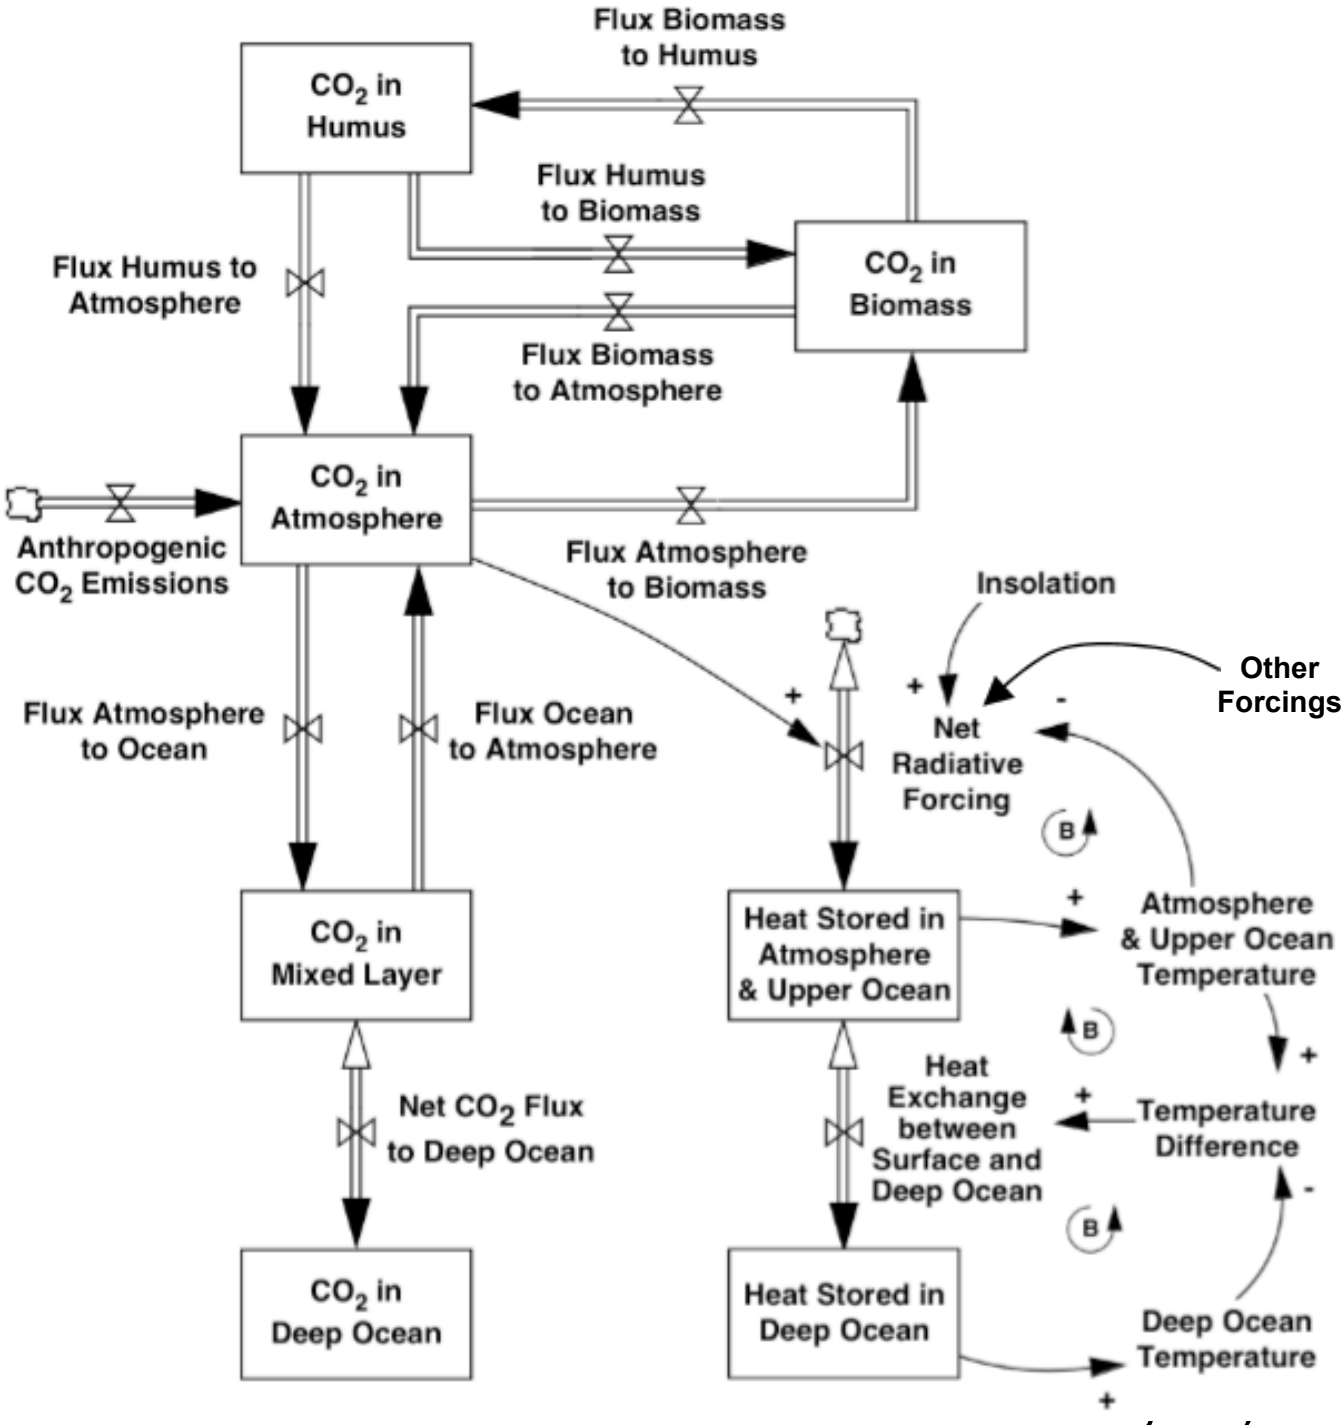 Flux Biomass
to Humus
CO2 in
Humus
Flux Humus
to Biomass
Flux Humus to
Atmosphere
CO2 in
Biomass
Flux Biomass
to Atmosphere
CO2 in
Atmosphere
Anthropogenic
CO2 Emissions
Flux Atmosphere
to Biomass
Insolation
Other
Forcings
+
+
-
Flux Atmosphere
to Ocean
Flux Ocean
to Atmosphere
Net
Radiative
Forcing
B
+
CO2 in
Mixed Layer
Heat Stored in
Atmosphere
& Upper Ocean
Atmosphere
& Upper Ocean
Temperature
B
+
Net CO2 Flux
to Deep Ocean
Heat
Exchange
between
Surface and
Deep Ocean
+
Temperature
Difference
-
B
CO2 in
Deep Ocean
Heat Stored in
Deep Ocean
Deep Ocean
Temperature
+